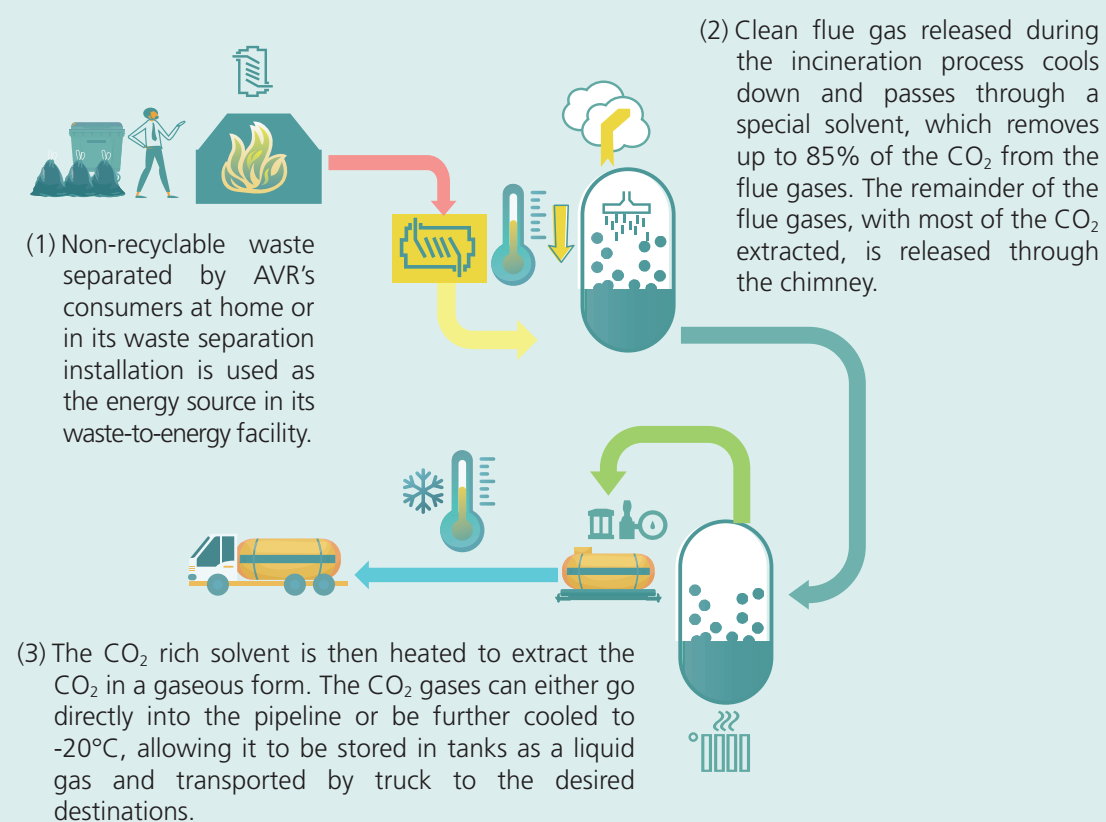 (1) Non-recyclable waste
separated by AVR's
consumers at home or
in its waste separation
installation is used as
the energy source in its
waste-to-energy facility.
(2) Clean flue gas released during
the incineration process cools
down and passes through a
special solvent, which removes
up to 85% of the CO₂ from the
flue gases. The remainder of the
flue gases, with most of the CO₂
extracted, is released through
the chimney.
(3) The CO₂ rich solvent is then heated to extract the
CO₂ in a gaseous form. The CO₂ gases can either go
directly into the pipeline or be further cooled to
-20°C, allowing it to be stored in tanks as a liquid
gas and transported by truck to the desired
destinations.